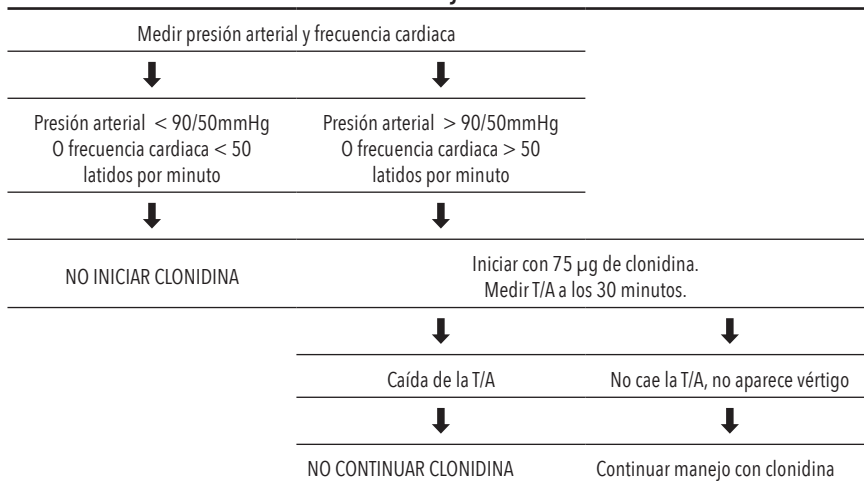 Medir presión arterial y frecuencia cardiaca
Presión arterial < 90/50mmHg
O frecuencia cardiaca < 50
latidos por minuto
Presión arterial > 90/50mmHg
O frecuencia cardiaca > 50
latidos por minuto
NO INICIAR CLONIDINA
Iniciar con 75 µg de clonidina.
Medir T/A a los 30 minutos.
Caída de la T/A
No cae la T/A, no aparece vértigo
NO CONTINUAR CLONIDINA
Continuar manejo con clonidina